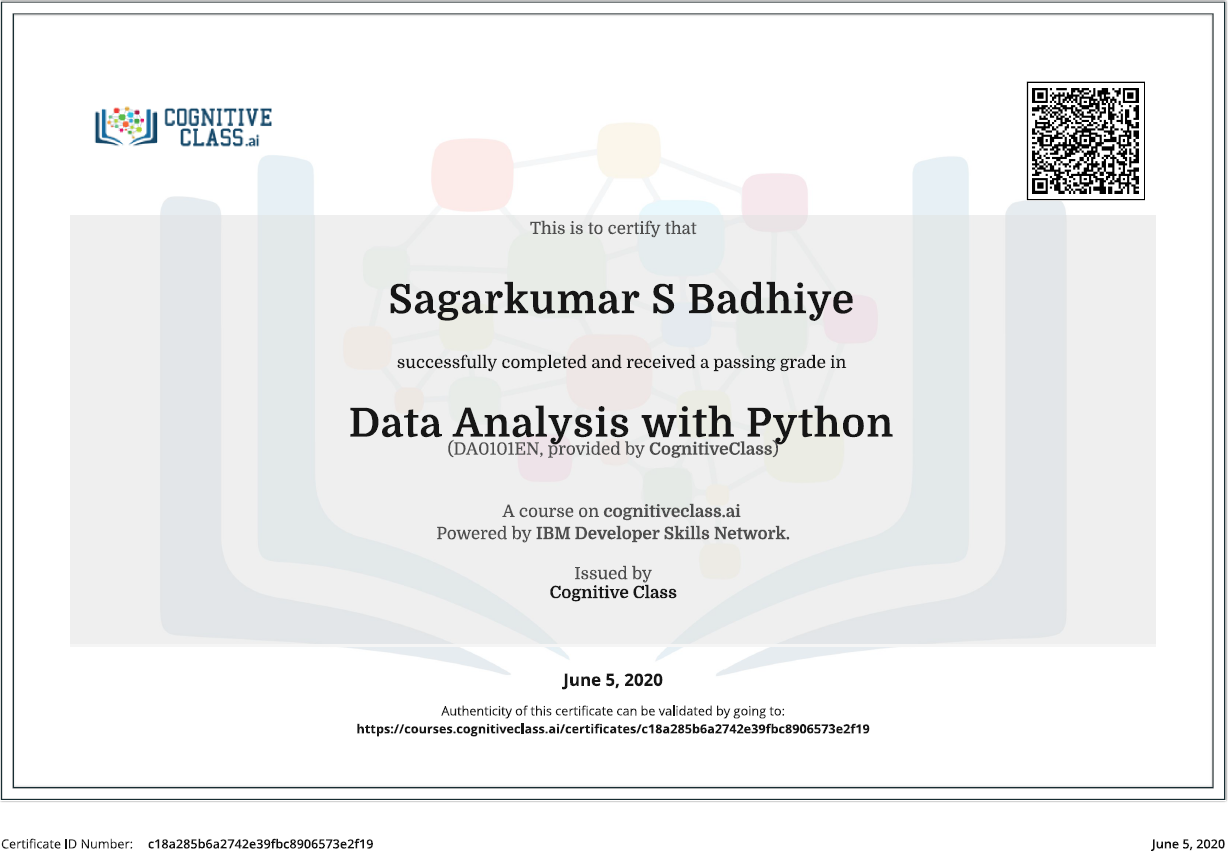 COGNITIVE
CLASS.ai
This is to certify that
Sagarkumar S Badhiye
successfully completed and received a passing grade in
Data Analysis with Python
(DA0101EN, provided by CognitiveClass)
A course on cognitiveclass.ai
Powered by IBM Developer Skills Network.
Issued by
Cognitive Class
June 5, 2020
Authenticity of this certificate can be validated by going to:
https://courses.cognitiveclass.ai/certificates/c18a285b6a2742e39fbc8906573e2f19
Certificate ID Number: c18a285b6a2742e39fbc8906573e2f19
June 5, 2020